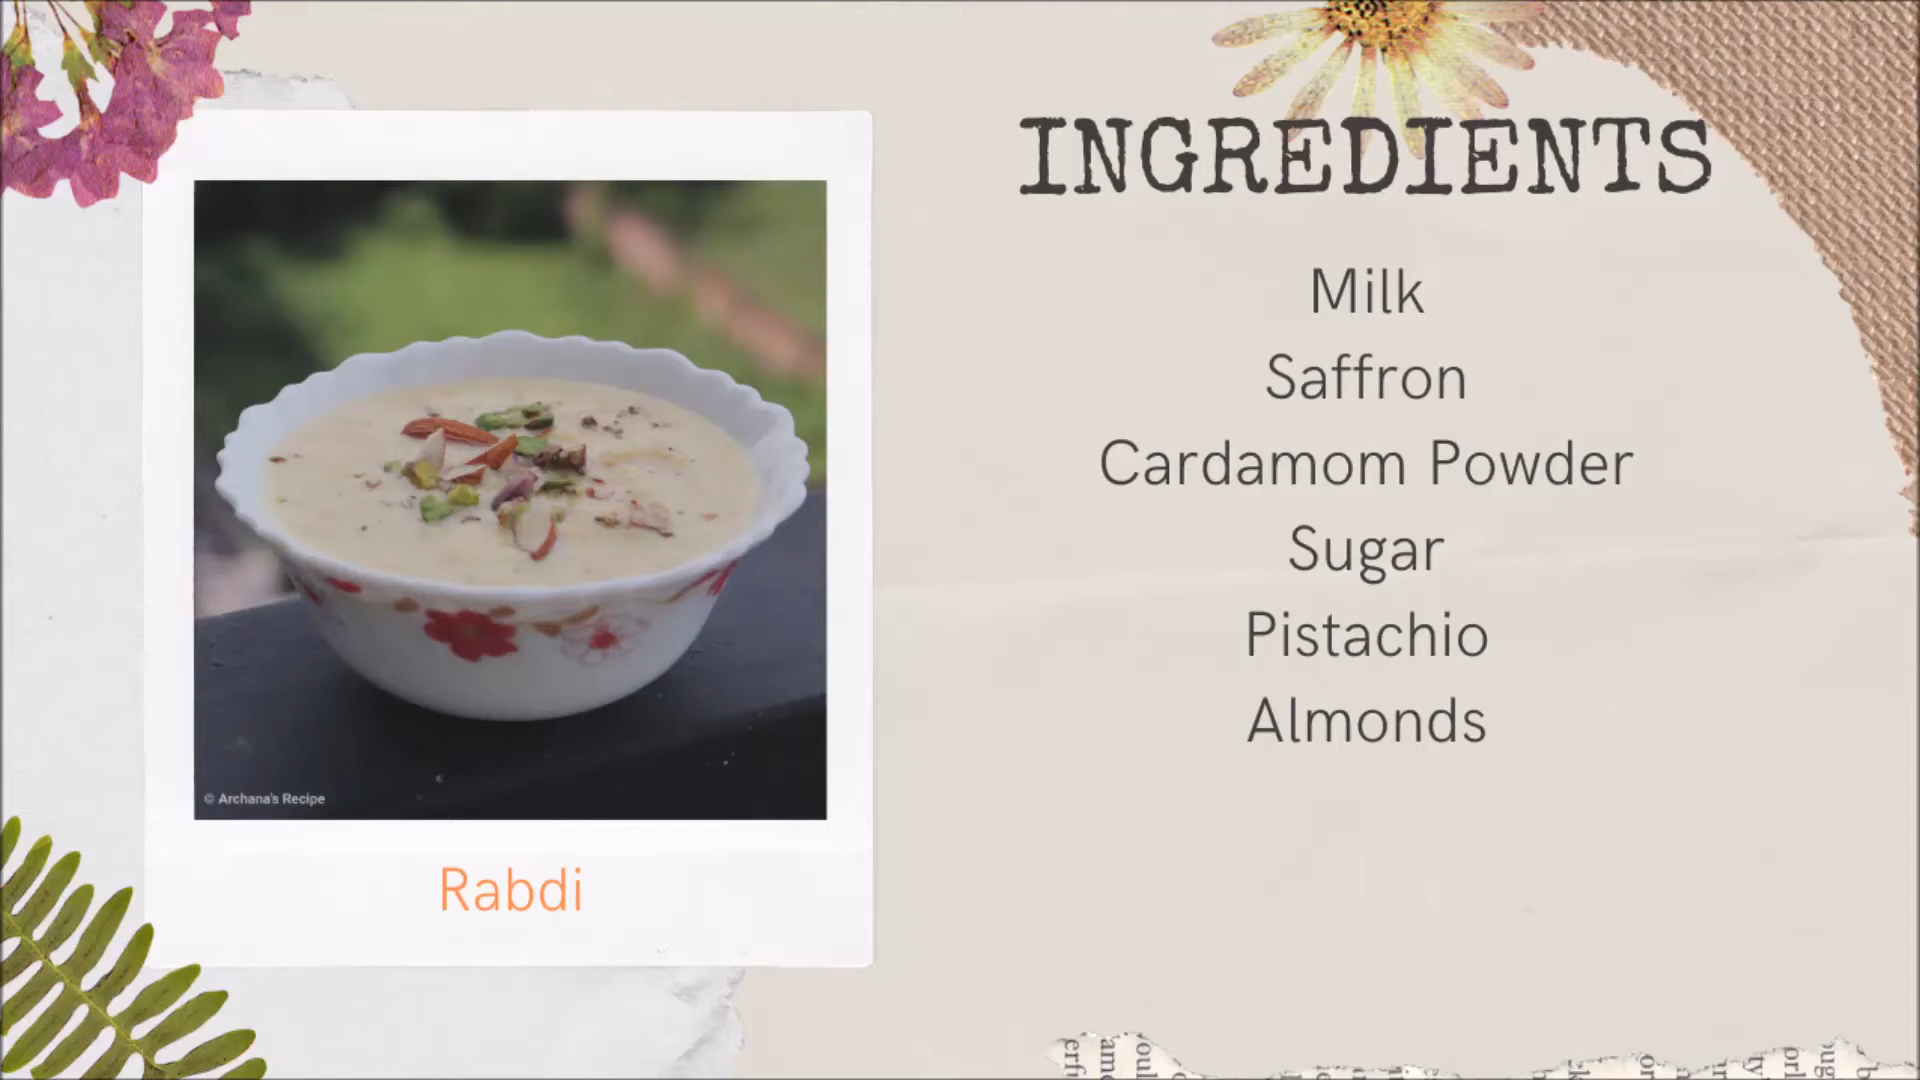 INGREDIENTS
Milk
Saffron
Cardamom Powder
Sugar
Pistachio
Almonds
© Archana's Recipe
Rabdi